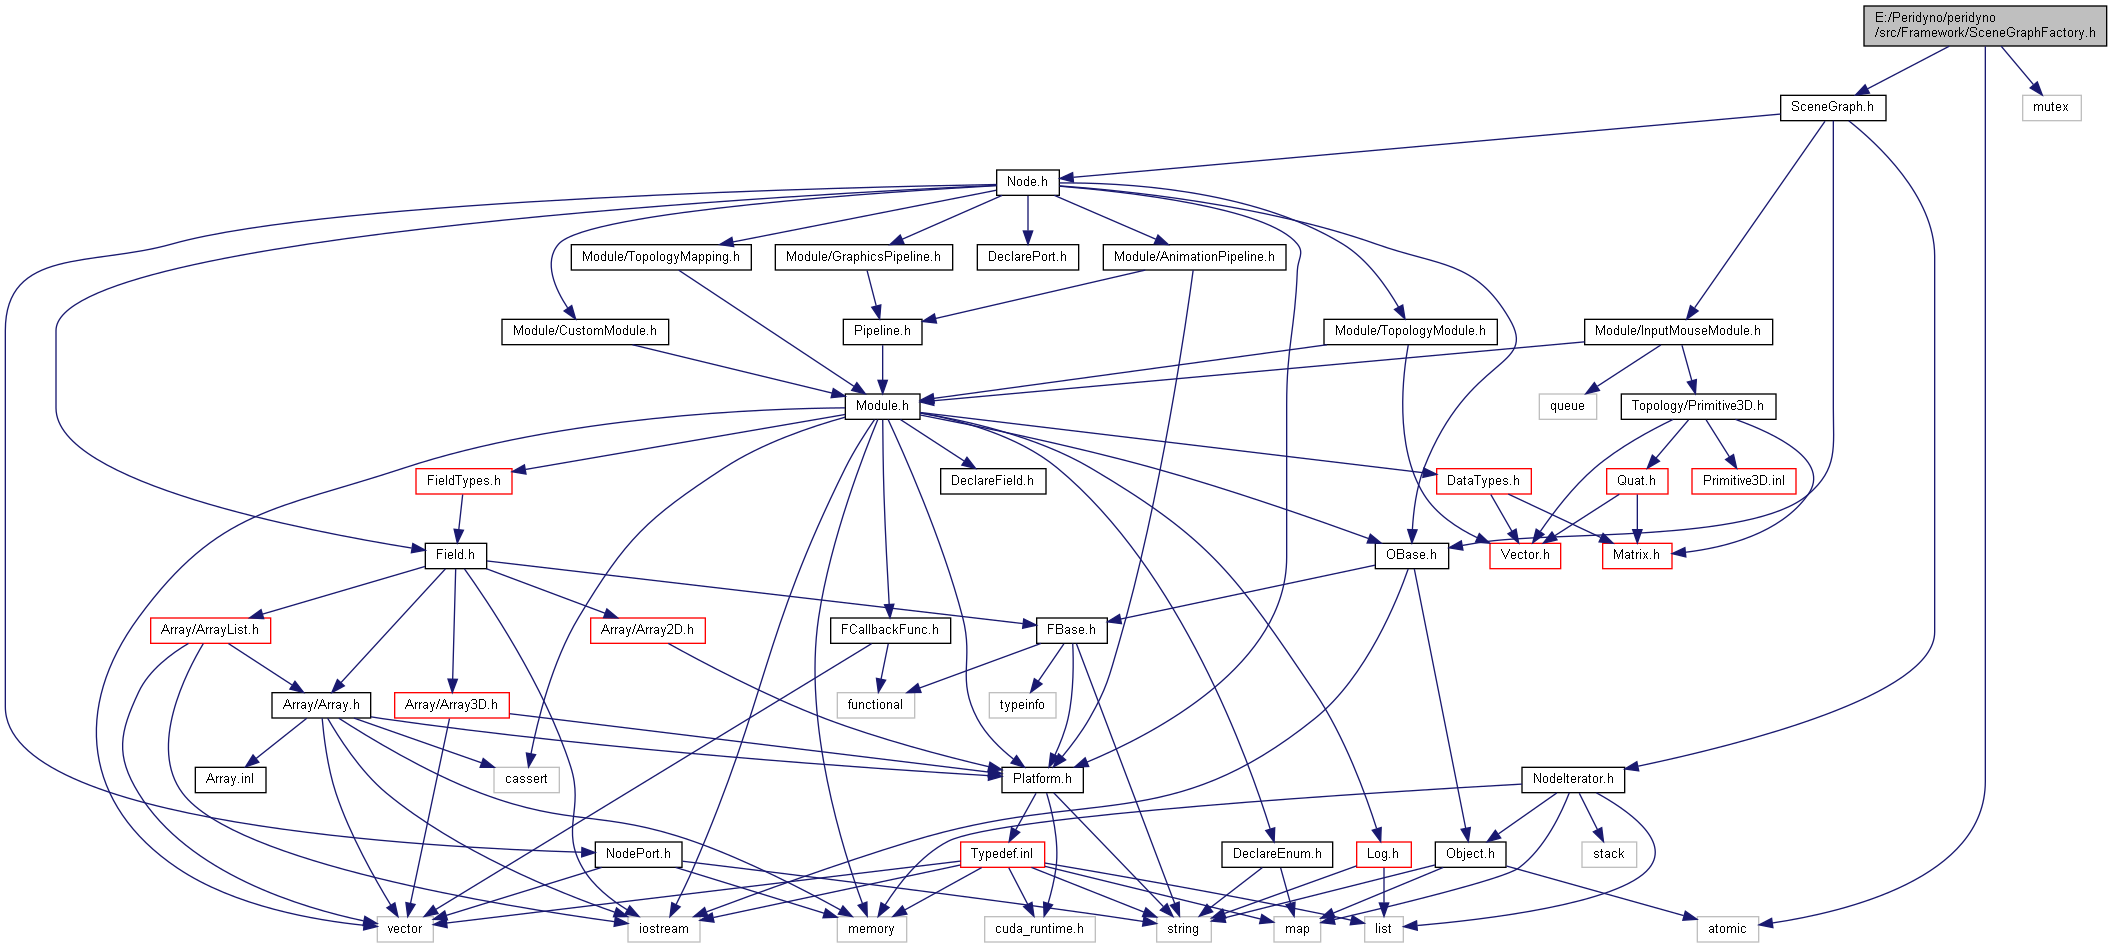 E:/Peridyno/peridyno
/src/Framework/SceneGraphFactory.h
SceneGraph.h
mutex
Node.h
Module/TopologyMapping.h
Module/GraphicsPipeline.h
DeclarePort.h
Module/AnimationPipeline.h
Module/CustomModule.h
Pipeline.h
Module/TopologyModule.h
Module/InputMouseModule.h
Module.h
queue
Topology/Primitive3D.h
FieldTypes.h
DeclareField.h
DataTypes.h
Quat.h
Primitive3D.inl
Field.h
OBase.h
Vector.h
Matrix.h
Array/ArrayList.h
Array/Array2D.h
FCallbackFunc.h
FBase.h
Array/Array.h
Array/Array3D.h
functional
typeinfo
Array.inl
cassert
Platform.h
NodeIterator.h
NodePort.h
Typedef.inl
DeclareEnum.h
Log.h
Object.h
stack
vector
iostream
memory
cuda_runtime.h
string
map
list
atomic